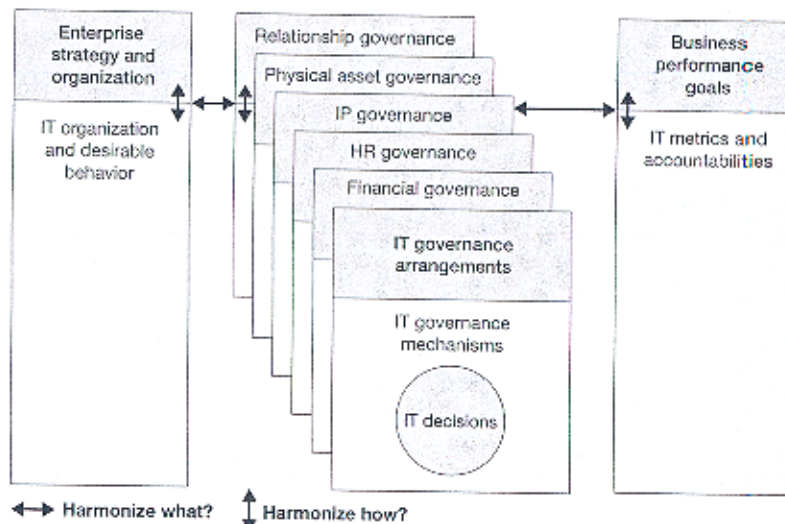 Enterprise
strategy and
organization
IT organization
and desirable
behavior
Relationship governance
Physical asset governance
IP governance
HR governance
Financial governance
IT governance
arrangements
IT governance
mechanisms
IT decisions
Business
performance
goals
IT metrics and
accountabilities
Harmonize what?
Harmonize how?